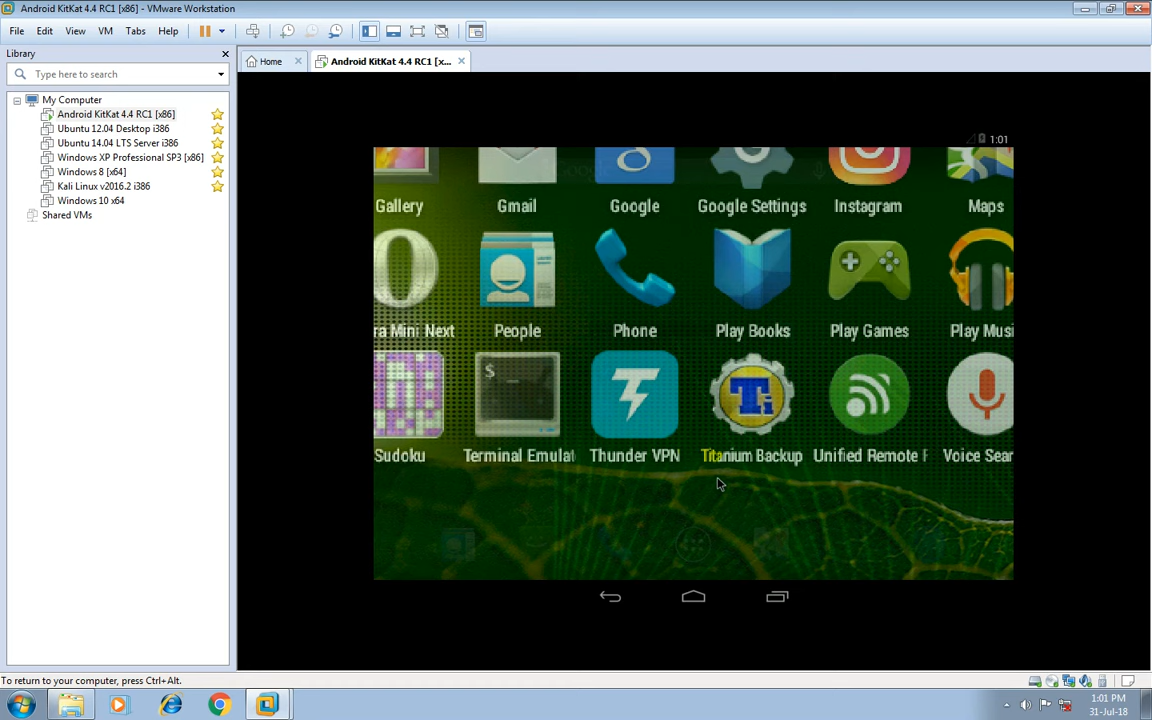 Android KitKat 4.4 RC1 [x86] - VMware Workstation
File Edit View VM Tabs Help
Library
Type here to search
Home
Android KitKat 4.4 RC1 [x...
My Computer
Android KitKat 4.4 RC1 [x86]
Ubuntu 12.04 Desktop i386
Ubuntu 14.04 LTS Server i386
Windows XP Professional SP3 [x86]
Windows 8 [x64]
Kali Linux v2016.2 i386
Windows 10 x64
Shared VMs
1:01
Google
Gallery Gmail Google Google Settings Instagram Maps
ra Mini Next People Phone Play Books Play Games Play Musi
$
Sudoku Terminal Emulat Thunder VPN Titanium Backup Unified Remote F Voice Sear
To return to your computer, press Ctrl+Alt.
1:01 PM
31-Jul-18